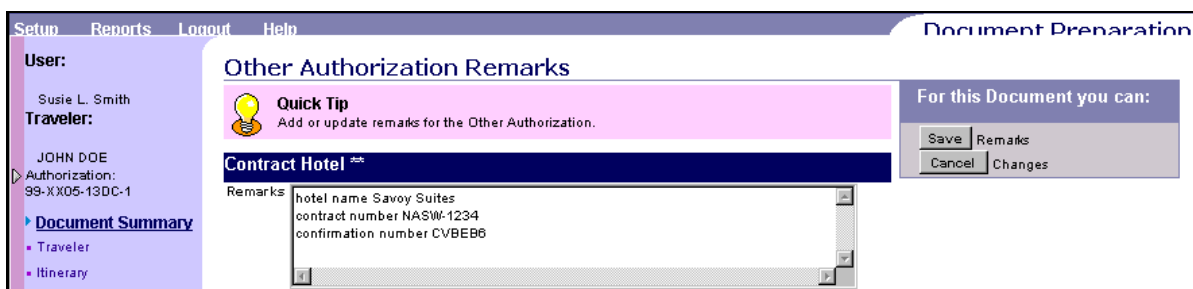 Setup Reports Logout Help
Document Preparation
User:
Susie L. Smith
Traveler:
JOHN DOE
Authorization:
99-XX05-13DC-1
Document Summary
Traveler
Itinerary
Other Authorization Remarks
Quick Tip
Add or update remarks for the Other Authorization.
Contract Hotel **
Remarks
hotel name Savoy Suites
contract number NASW-1234
confirmation number CVBEB6
For this Document you can:
Save Remarks
Cancel Changes